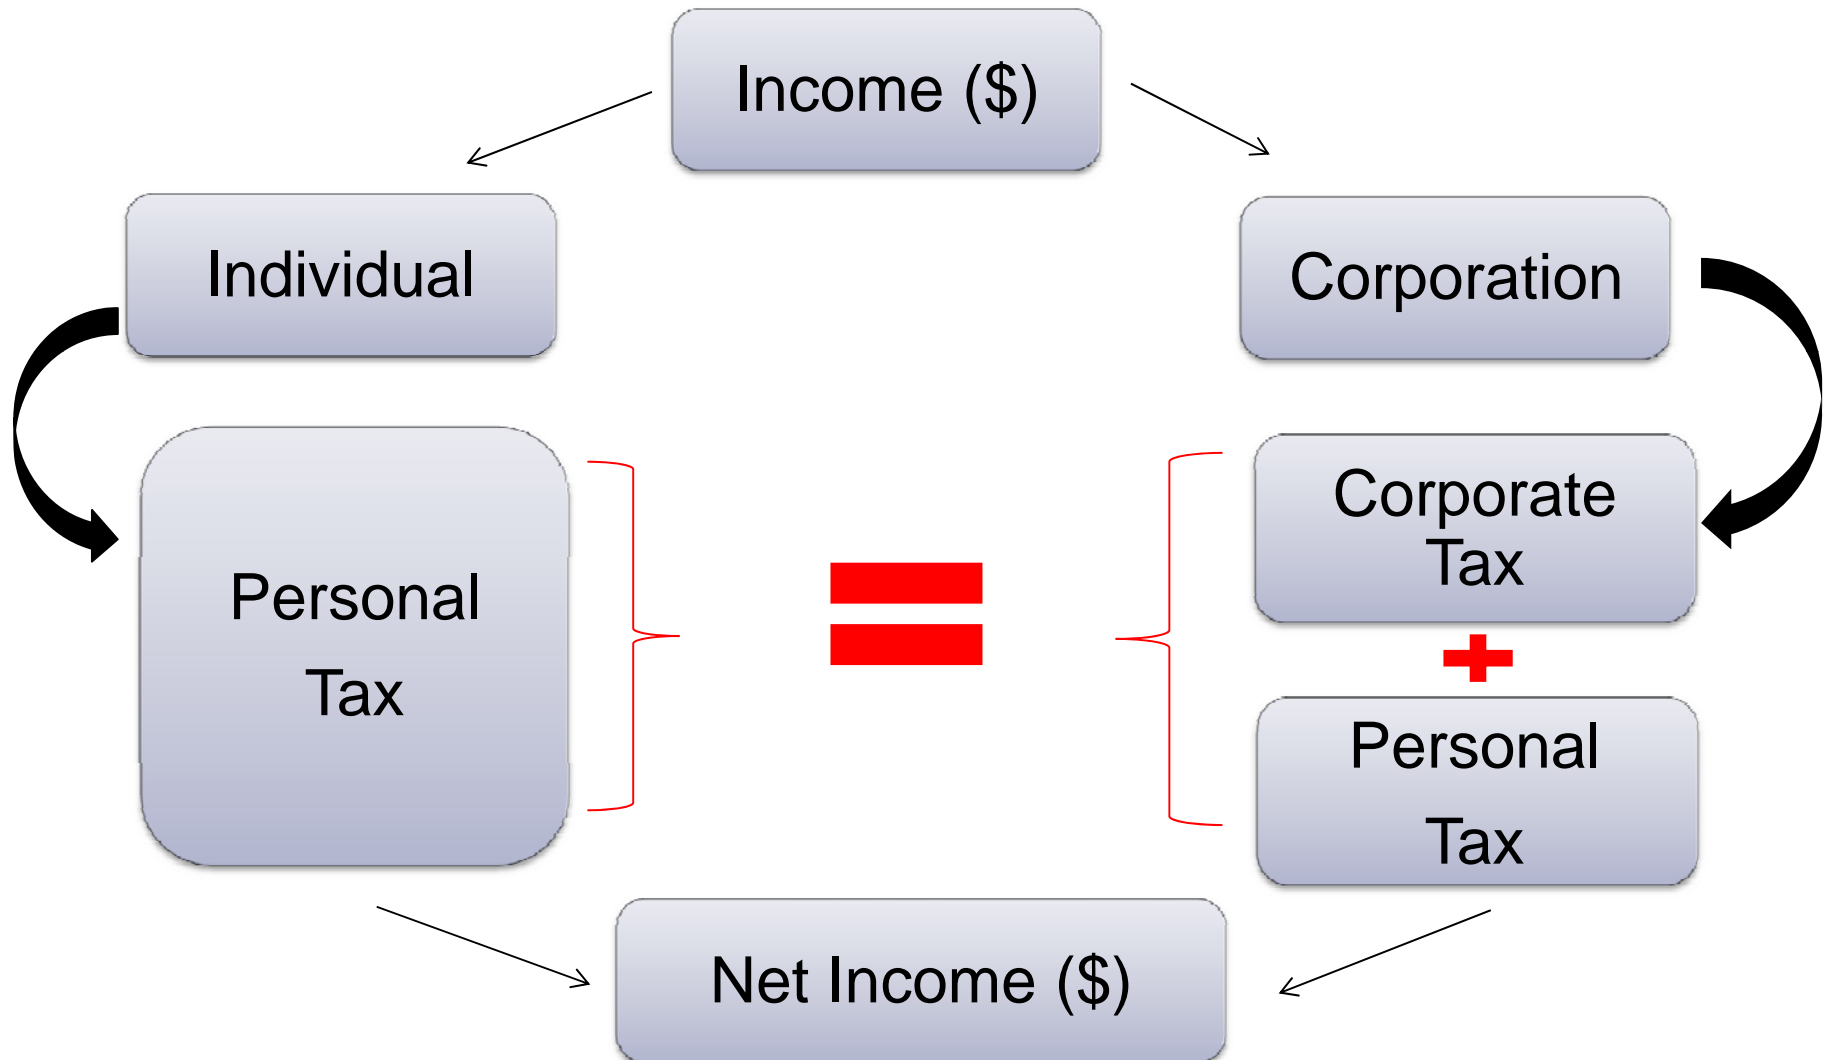 Income ($)
Individual
Corporation
Personal
Tax
Corporate
Tax
Personal
Tax
Net Income ($)